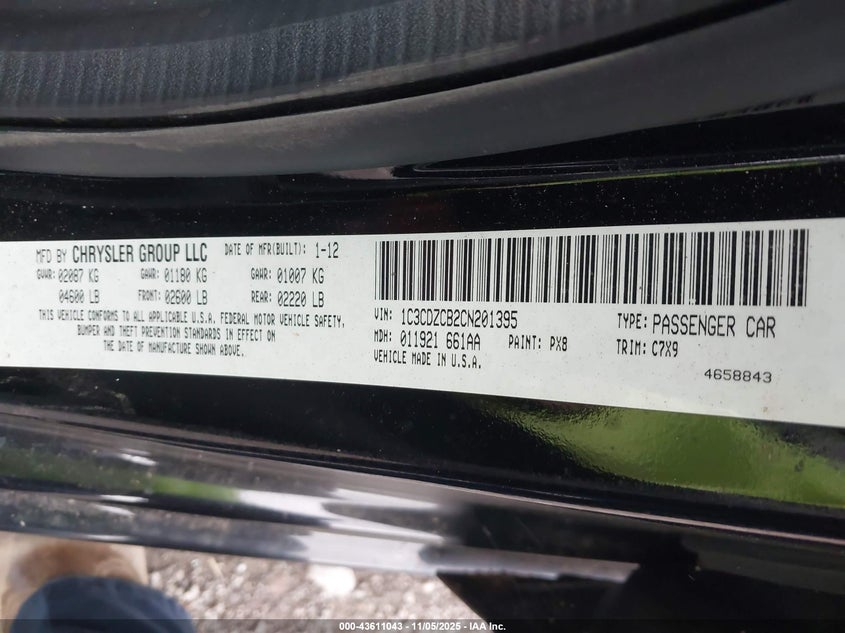 MFD BY CHRYSLER GROUP LLC DATE OF MFR(BUILT): 1-12
GVWR: 02087 KG GAWR: 01180 KG GAWR: 01007 KG
04600 LB FRONT: 02600 LB REAR: 02220 LB
THIS VEHICLE CONFORMS TO ALL APPLICABLE U.S.A. FEDERAL MOTOR VEHICLE SAFETY,
BUMPER AND THEFT PREVENTION STANDARDS IN EFFECT ON
THE DATE OF MANUFACTURE SHOWN ABOVE.
VIN: 1C3CDZCB2CN201395 TYPE: PASSENGER CAR
MDH: 011921 661AA PAINT: PX8 TRIM: C7X9
VEHICLE MADE IN U.S.A.
4658843
000-43611043 • 11/05/2025 • IAA, Inc.